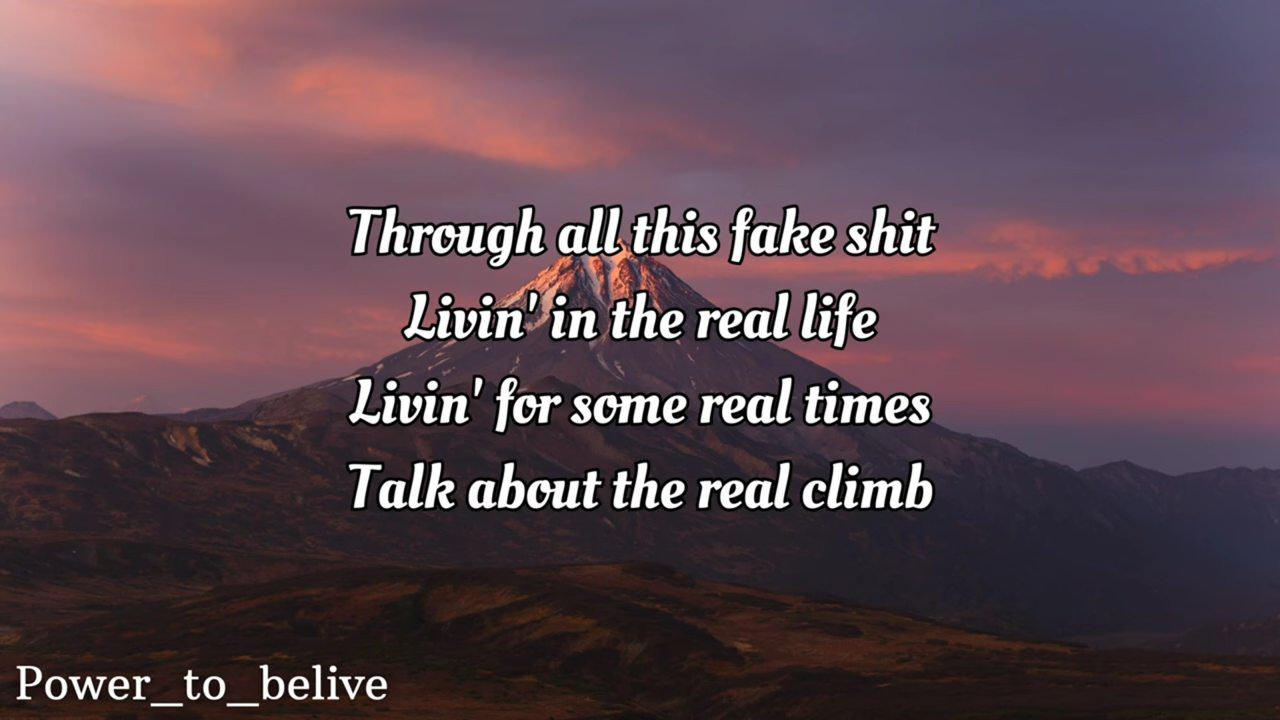 Through all this fake shit
Livin' in the real life
Livin' for some real times
Talk about the real climb
Power_to_belive